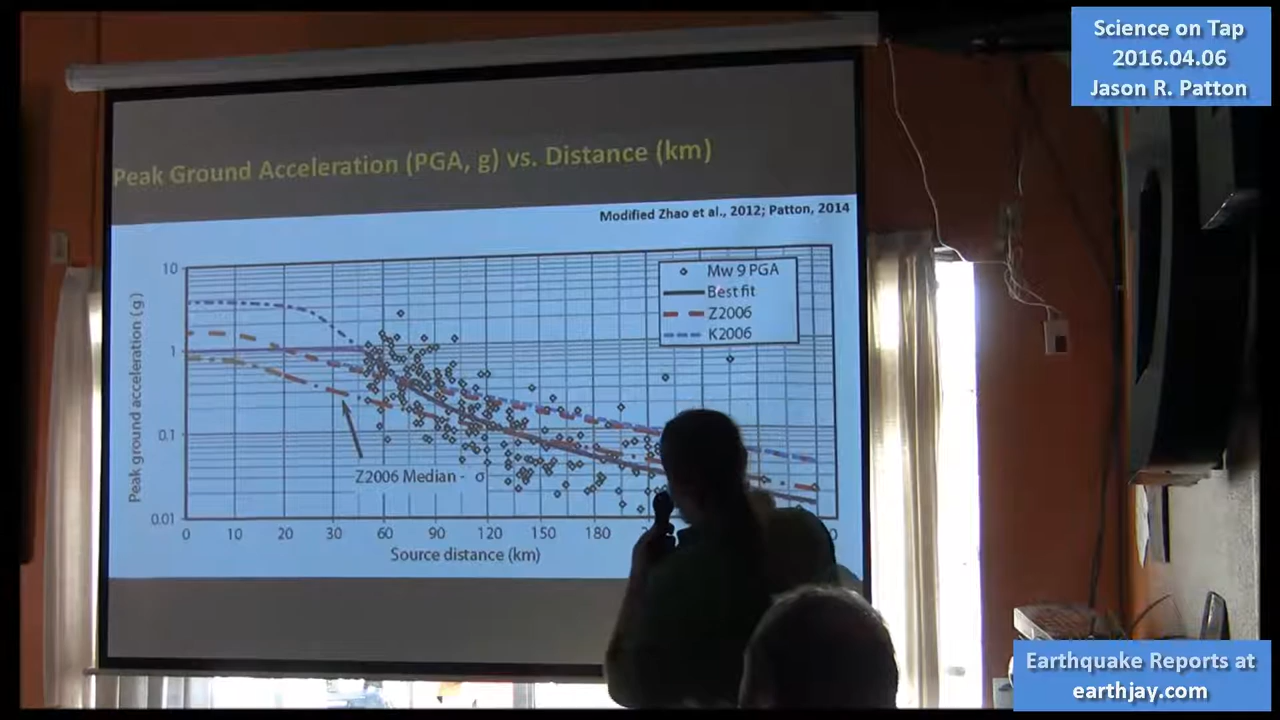 Science on Tap
2016.04.06
Jason R. Patton
Peak Ground Acceleration (PGA, g) vs. Distance (km)
Modified Zhao et al., 2012; Patton, 2014
Mw 9 PGA
Best fit
Z2006
K2006
10
1
0.1
0.01
Peak ground acceleration (g)
Z2006 Median - σ
0 10 20 30 60 90 120 150 180
Source distance (km)
Earthquake Reports at
earthjay.com